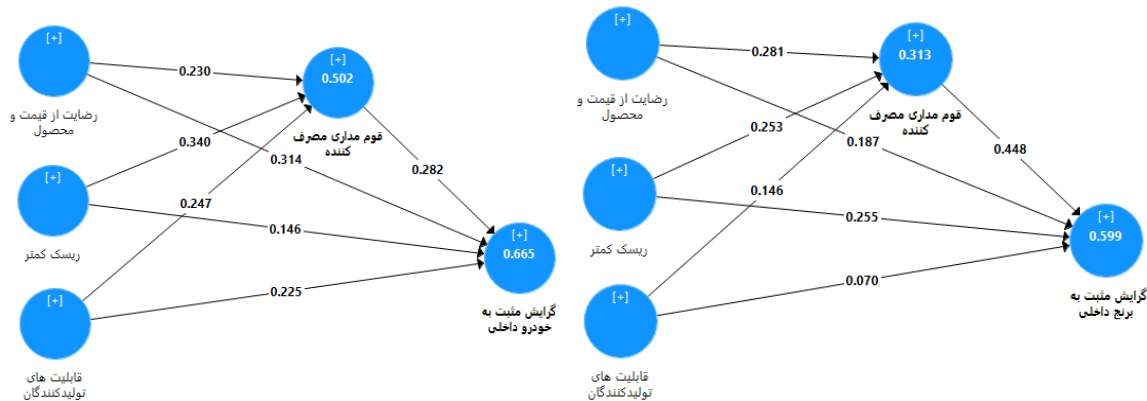 [+]
0.230
[+]
0.502
رضایت از قیمت و
محصول
قوم مداری مصرف
کننده
0.340
0.314
0.282
[+]
0.247
0.146
ریسک کمتر
[+]
0.665
0.225
[+]
گرایش مثبت به
خودرو داخلی
قابلیت های
تولیدکنندگان
[+]
0.281
[+]
0.313
رضایت از قیمت و
محصول
قوم مداری مصرف
کننده
0.253
0.187
0.448
[+]
0.146
0.255
ریسک کمتر
[+]
0.599
0.070
[+]
گرایش مثبت به
برنج داخلی
قابلیت های
تولیدکنندگان